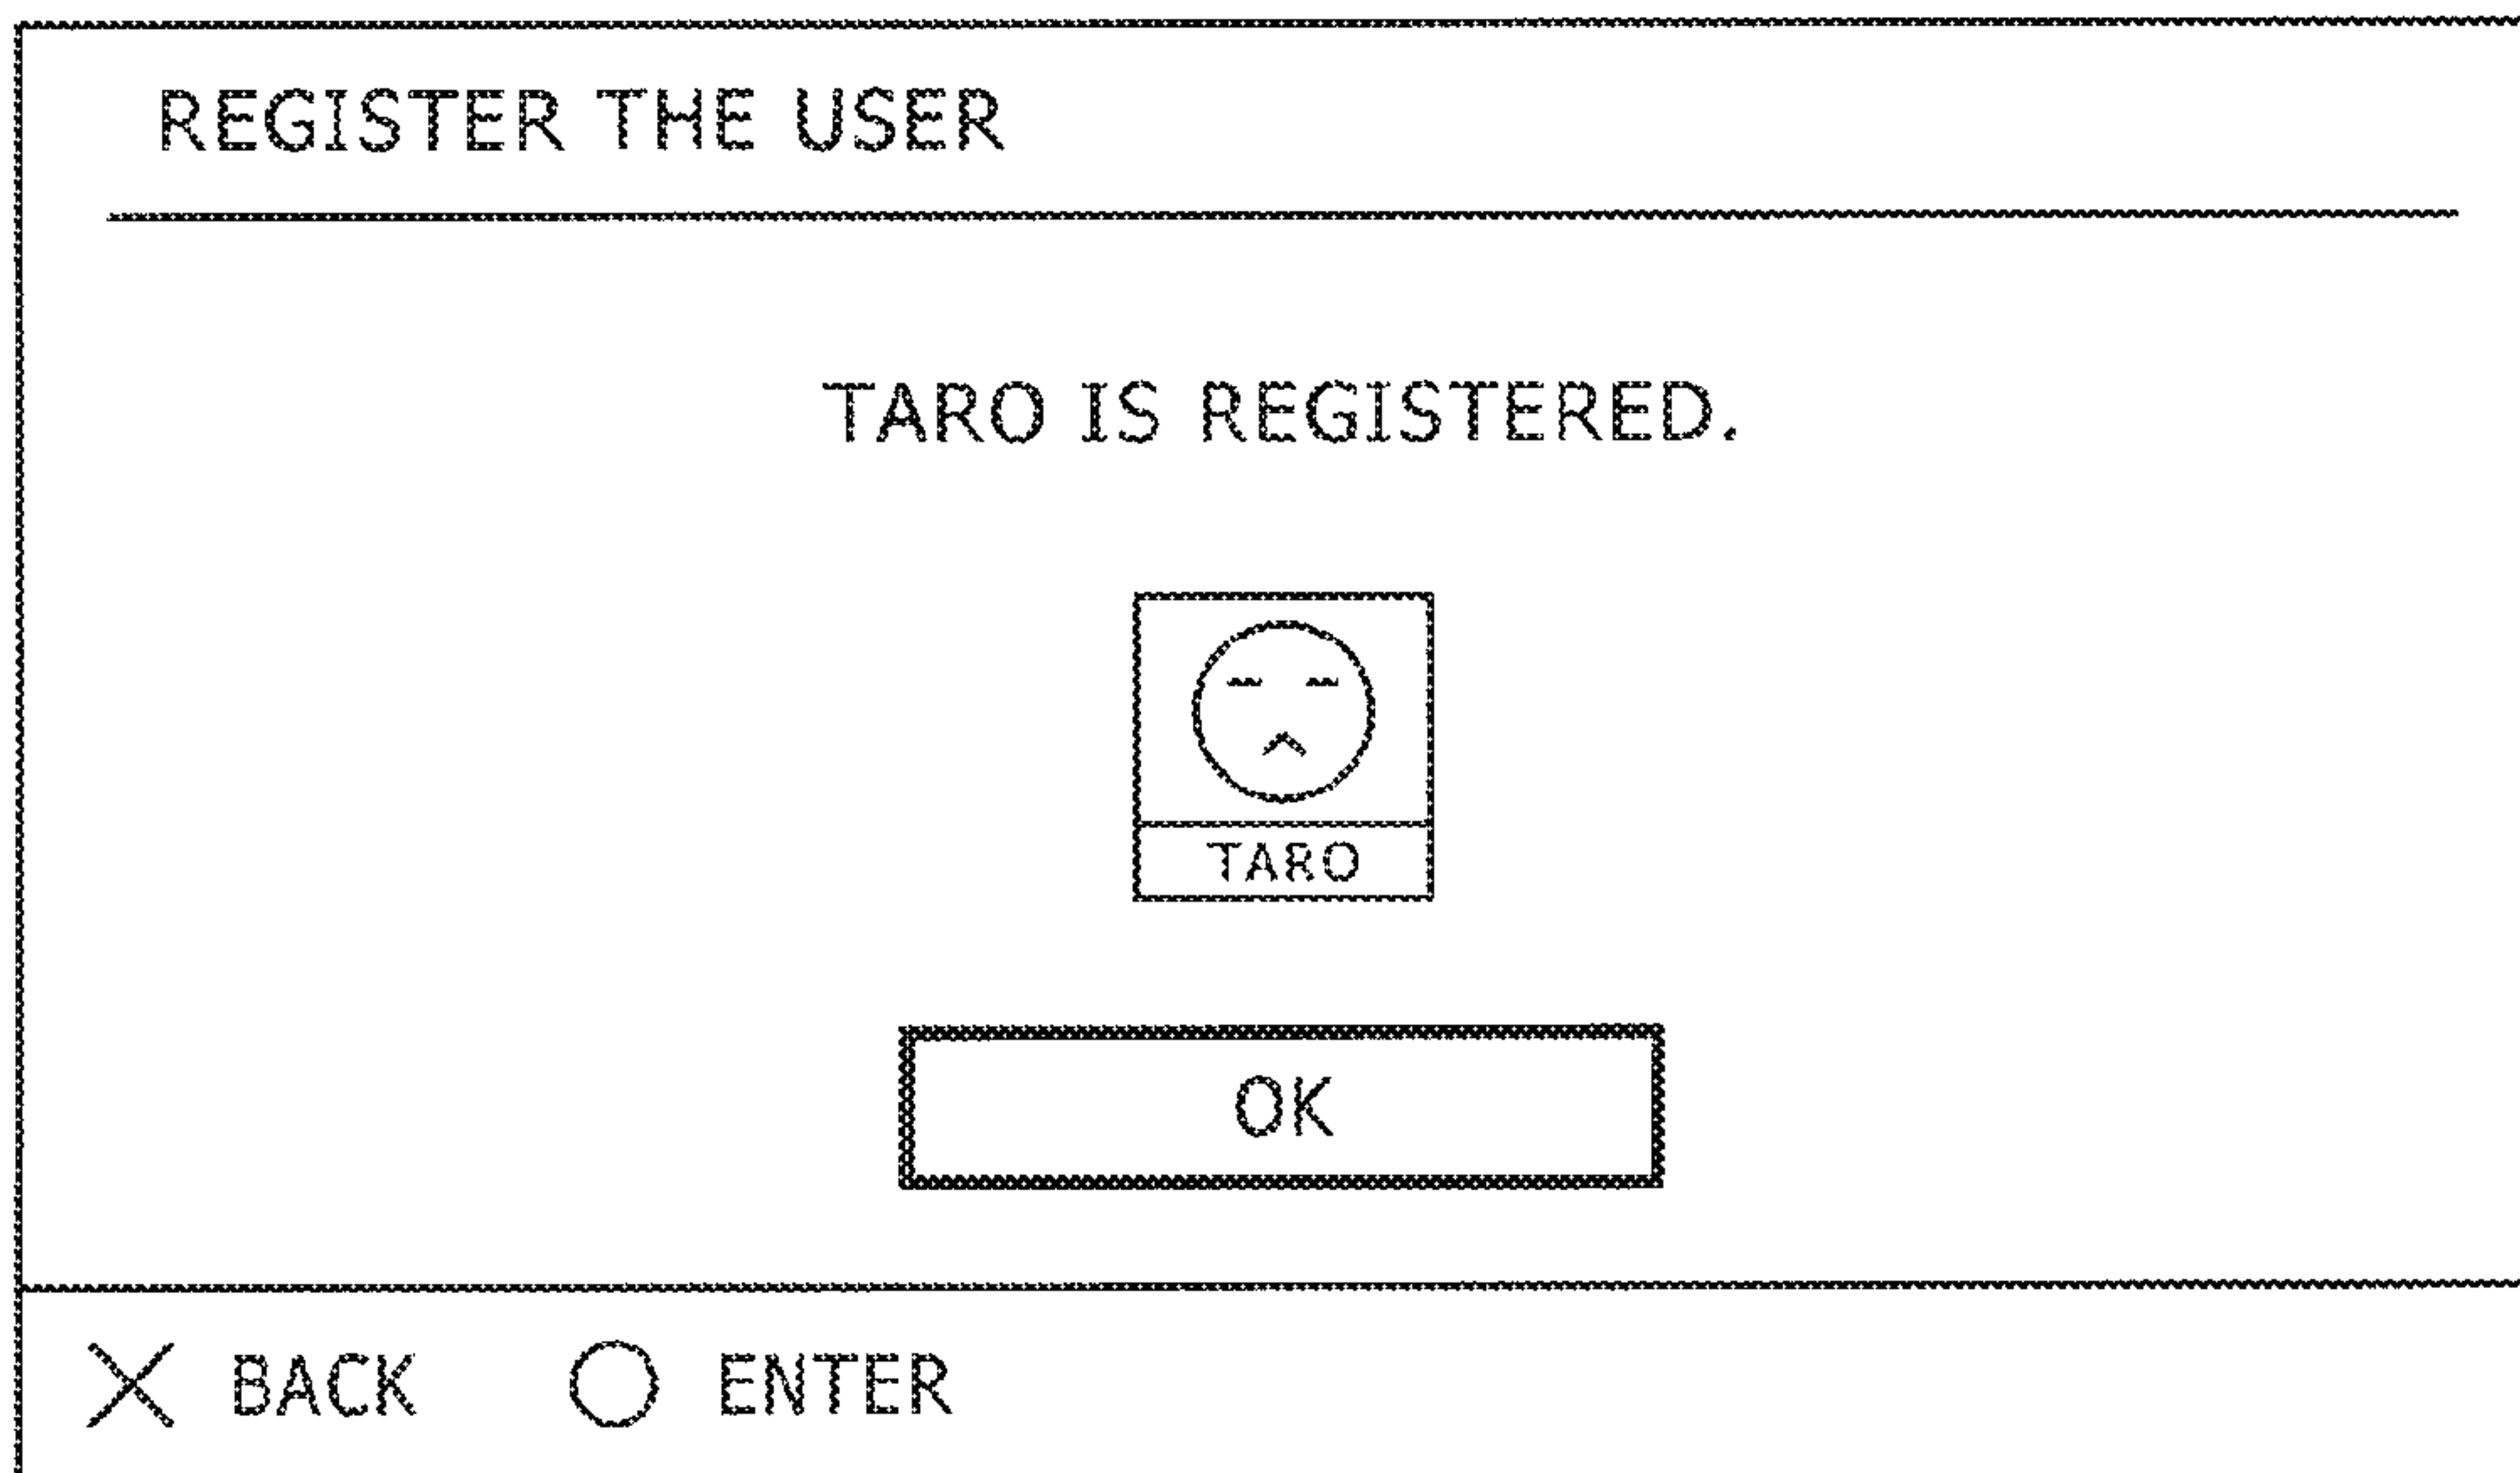 REGISTER THE USER
TARO IS REGISTERED.
TARO
OK
BACK ENTER